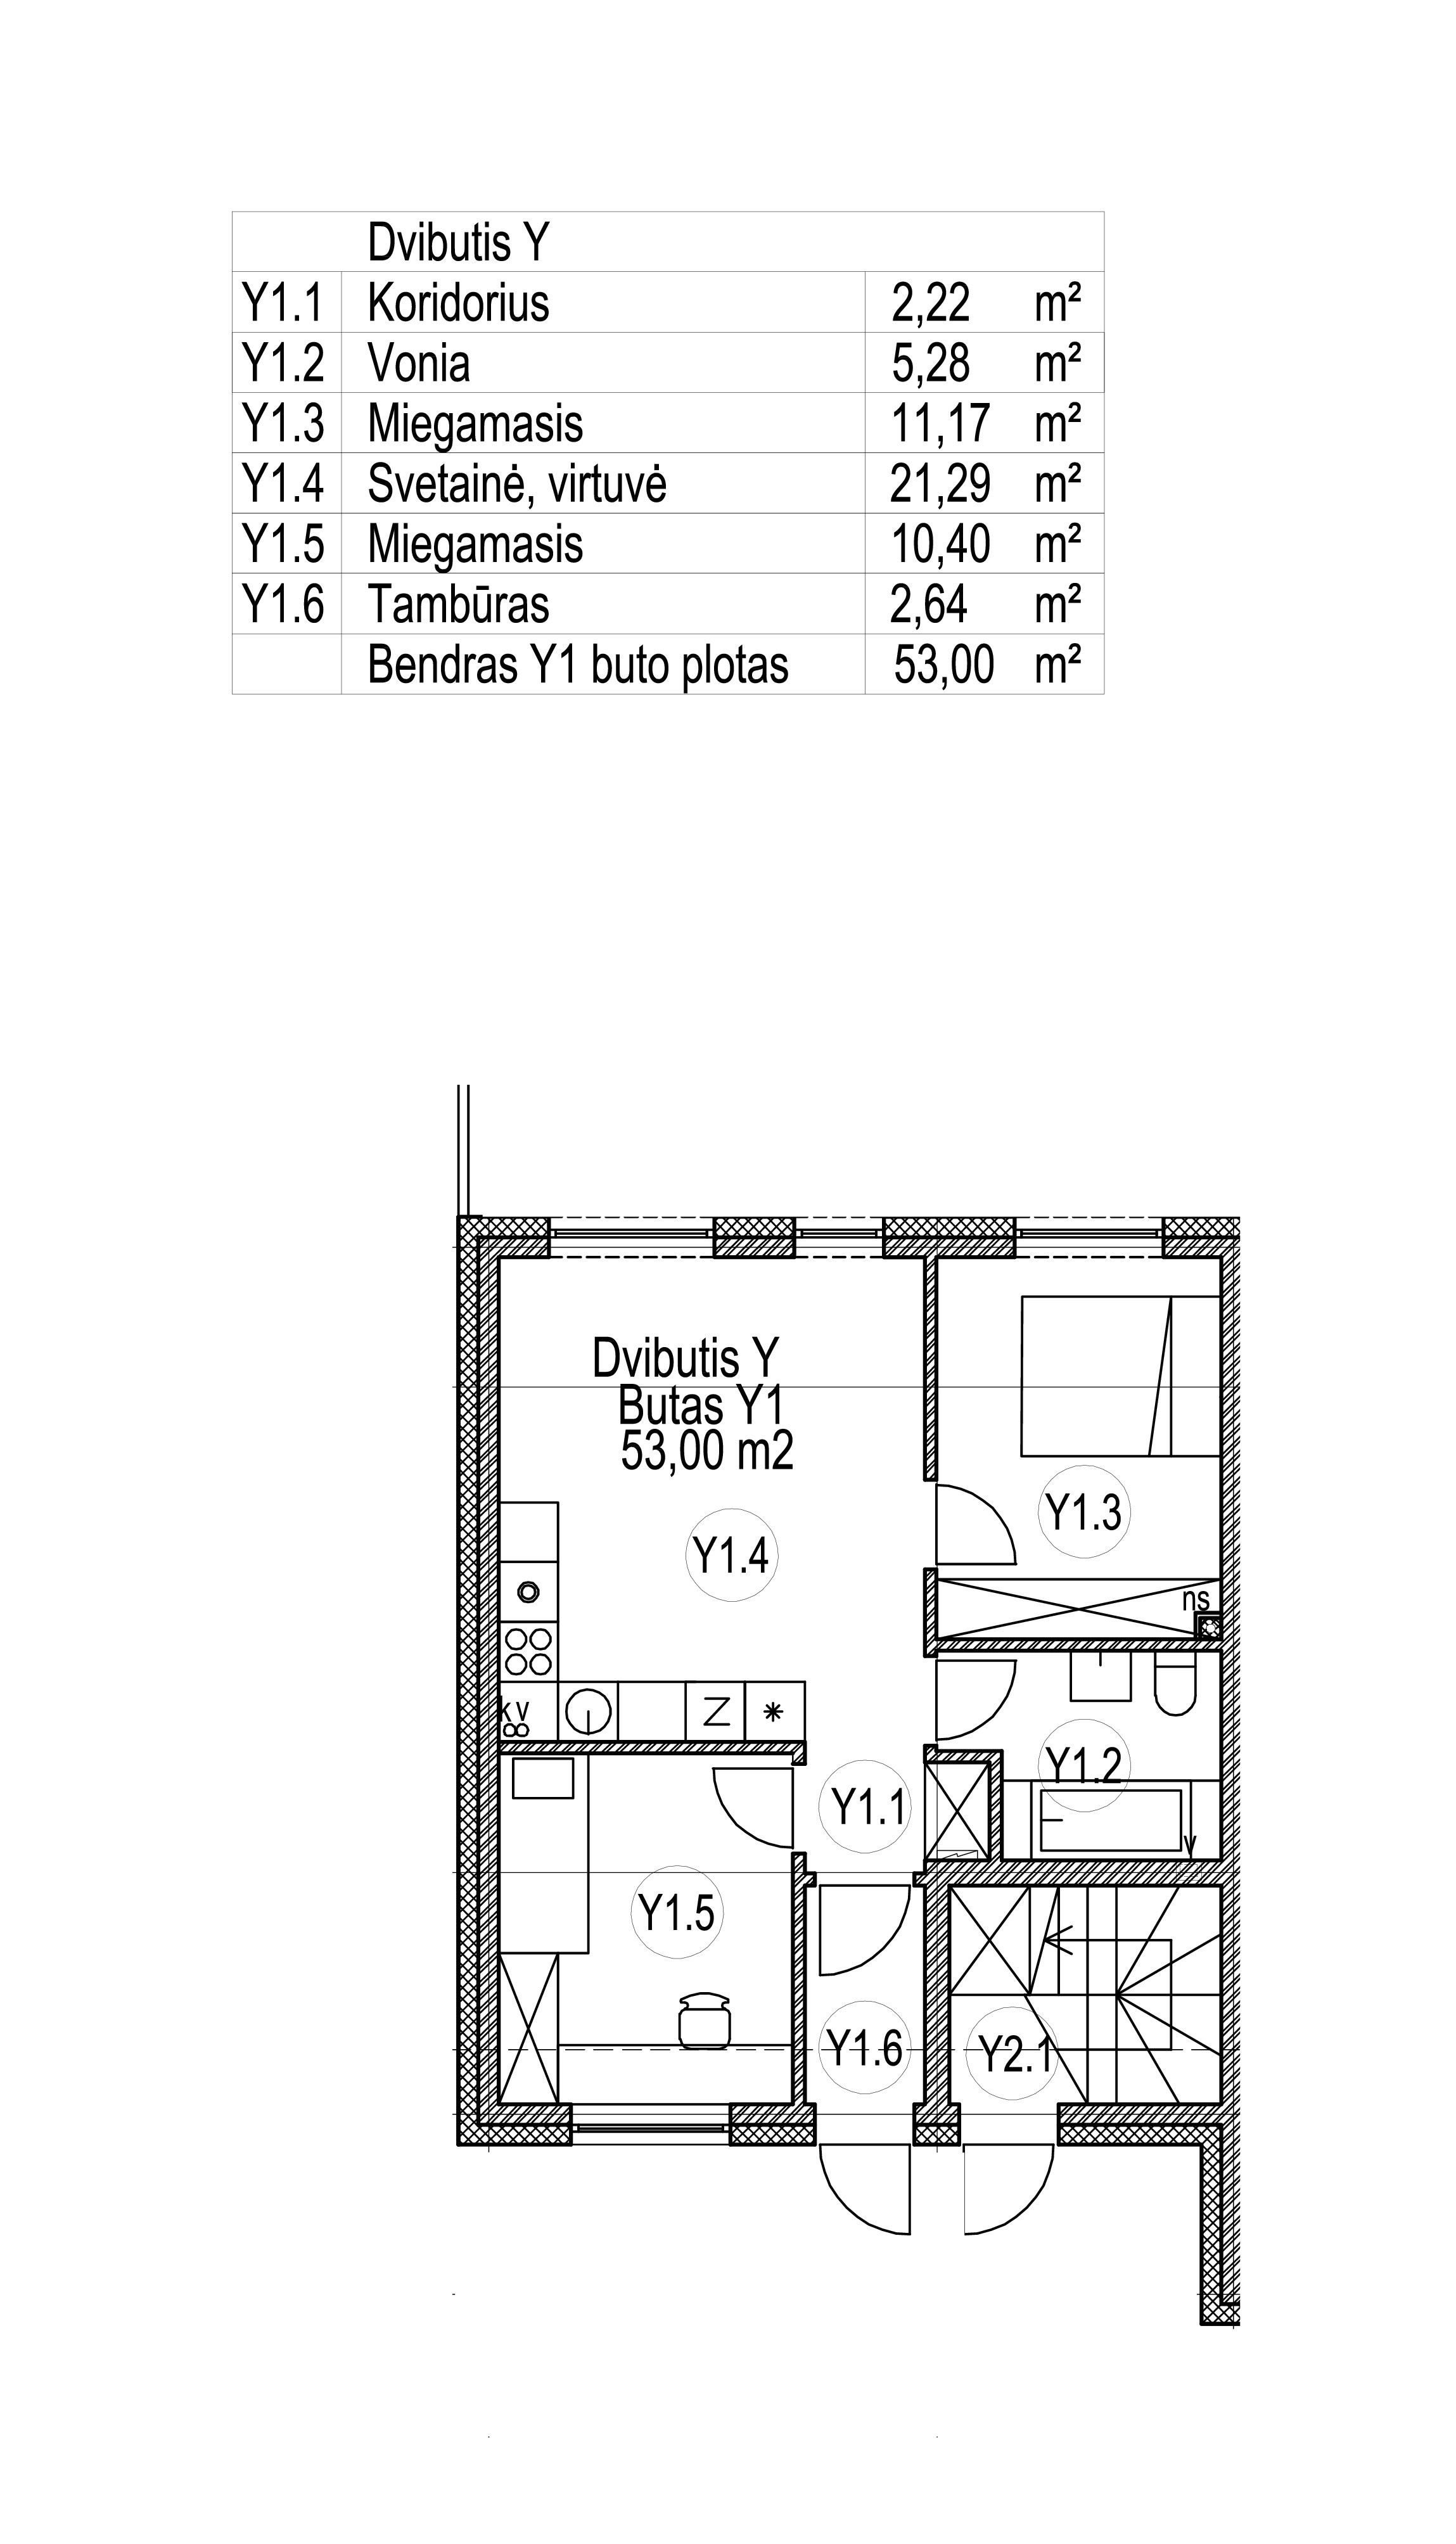 Dvibutis Y
Y1.1 Koridorius 2,22 m²
Y1.2 Vonia 5,28 m²
Y1.3 Miegamasis 11,17 m²
Y1.4 Svetainė, virtuvė 21,29 m²
Y1.5 Miegamasis 10,40 m²
Y1.6 Tambūras 2,64 m²
Bendras Y1 buto plotas 53,00 m²
Dvibutis Y
Butas Y1
53,00 m2
Y1.3
Y1.4
ns
kv
Z
Y1.2
Y1.1
V
Y1.5
Y1.6
Y2.1